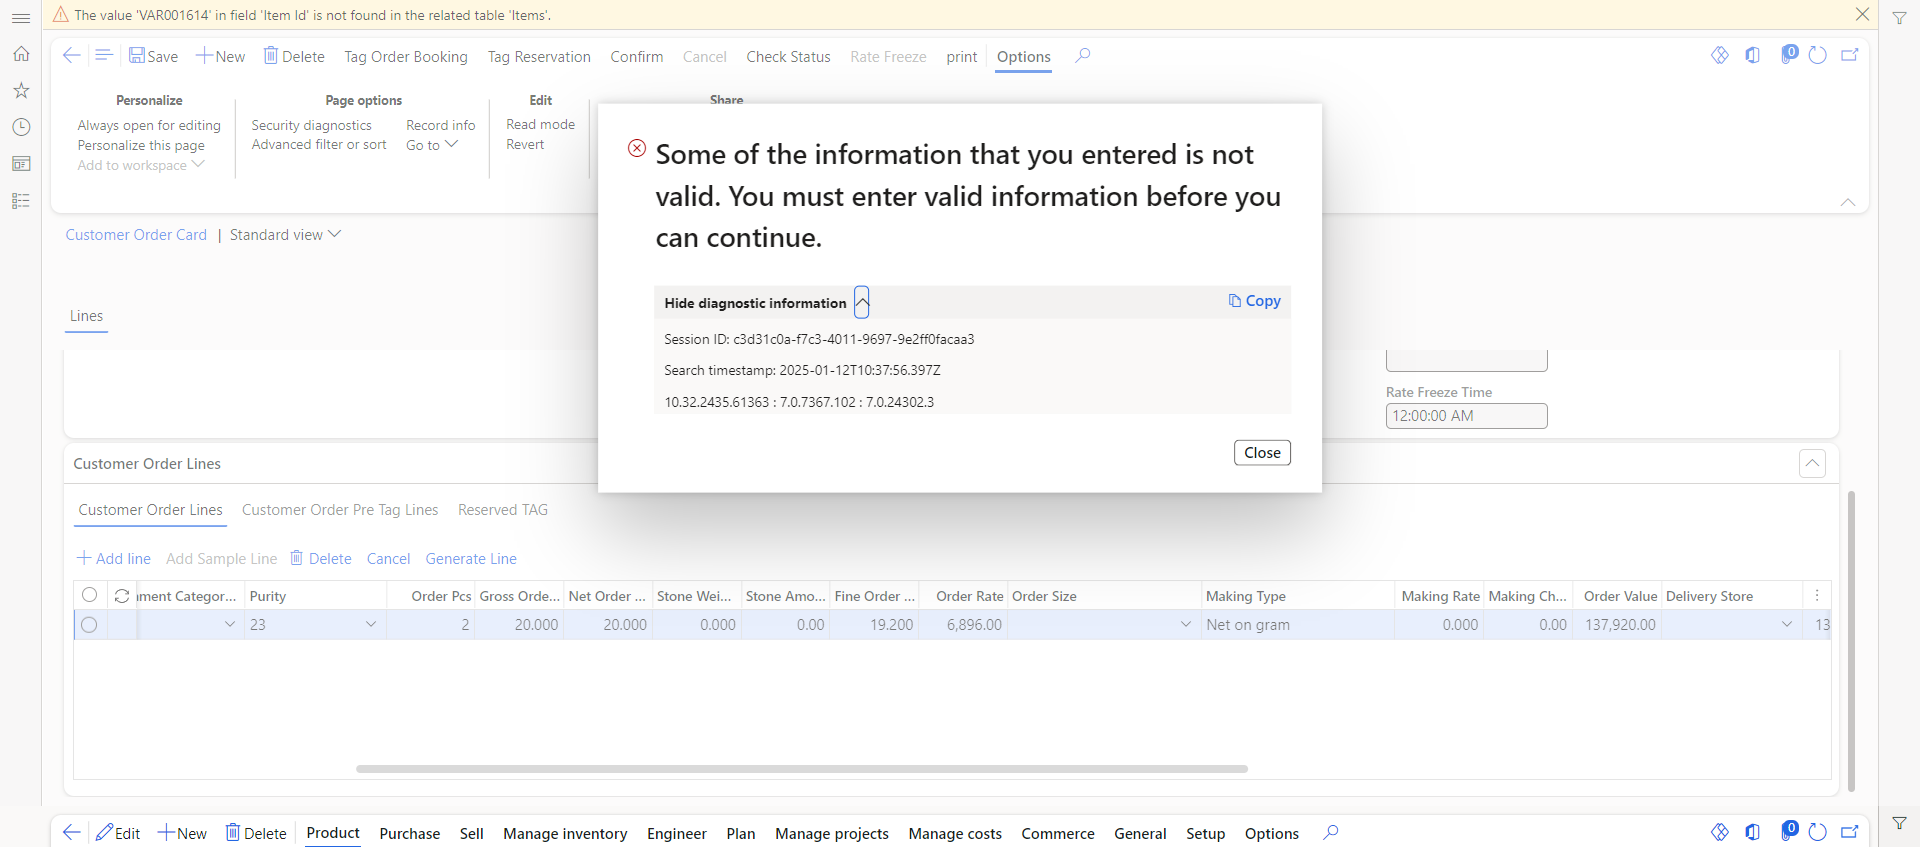 The value 'VAR001614' in field 'Item Id' is not found in the related table 'Items'.
Save New Delete Tag Order Booking Tag Reservation Confirm Cancel Check Status Rate Freeze print Options 0
Personalize Page options Edit Share
Always open for editing Security diagnostics Record info Read mode
Personalize this page Advanced filter or sort Go to Revert
Add to workspace
Some of the information that you entered is not
valid. You must enter valid information before you
can continue.
Hide diagnostic information Copy
Session ID: c3d31c0a-f7c3-4011-9697-9e2ff0facaa3
Search timestamp: 2025-01-12T10:37:56.397Z
10.32.2435.61363 : 7.0.7367.102 : 7.0.24302.3
Close
Customer Order Card | Standard view
Lines
Rate Freeze Time
12:00:00 AM
Customer Order Lines
Customer Order Lines Customer Order Pre Tag Lines Reserved TAG
Add line Add Sample Line Delete Cancel Generate Line
Categor... Purity Order Pcs Gross Orde... Net Order ... Stone Wei... Stone Amo... Fine Order ... Order Rate Order Size Making Type Making Rate Making Ch... Order Value Delivery Store
23 2 20.000 20.000 0.000 0.00 19.200 6,896.00 Net on gram 0.000 0.00 137,920.00 13
Edit New Delete Product Purchase Sell Manage inventory Engineer Plan Manage projects Manage costs Commerce General Setup Options 0